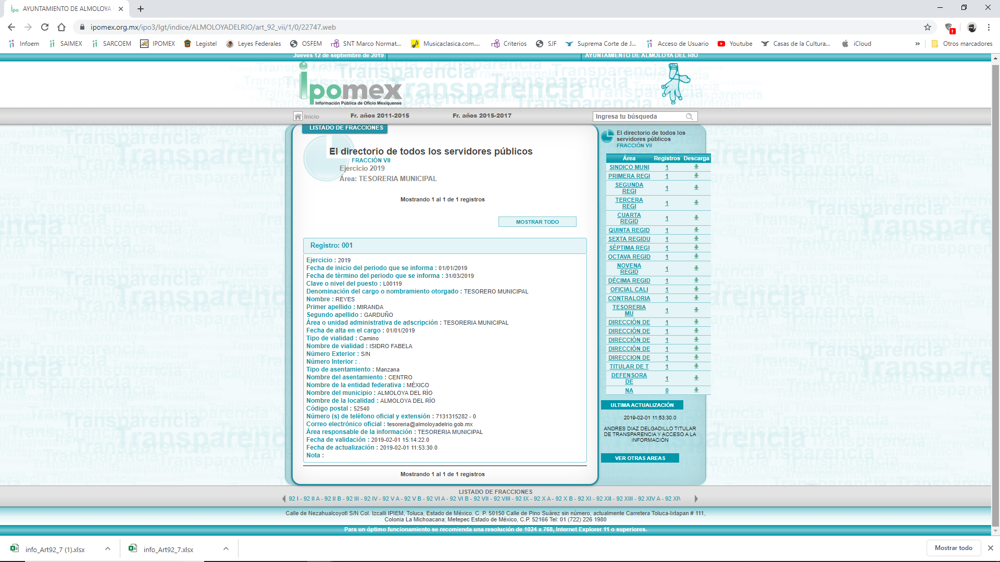 AYUNTAMIENTO DE ALMOLOYA
ipomex.org.mx/ipo3/lgt/indice/ALMOLOYADELRIO/art_92_vii/1/0/22747.web
Infoem SAIMEX SARCOEM IPOMEX Legistel Leyes Federales OSFEM SNT Marco Normat... Musicaclasica.com.... Criterios SJF Suprema Corte de J... Acceso de Usuario Youtube Casas de la Cultura... iCloud » Otros marcadores
Jueves 12 de septiembre de 2019 AYUNTAMIENTO DE ALMOLOYA DEL RIO
ipomex
Información Pública de Oficio Mexiquense
Transparencia
Inicio Fr. años 2011-2015 Fr. años 2015-2017 Ingresa tu búsqueda
LISTADO DE FRACCIONES
El directorio de todos los servidores públicos
FRACCIÓN VII
Ejercicio 2019
Área: TESORERIA MUNICIPAL
Mostrando 1 al 1 de 1 registros
MOSTRAR TODO
Registro: 001
Ejercicio : 2019
Fecha de inicio del periodo que se informa : 01/01/2019
Fecha de término del periodo que se informa : 31/03/2019
Clave o nivel del puesto : L00119
Denominación del cargo o nombramiento otorgado : TESORERO MUNICIPAL
Nombre : REYES
Primer apellido : MIRANDA
Segundo apellido : GARDUÑO
Área o unidad administrativa de adscripción : TESORERIA MUNICIPAL
Fecha de alta en el cargo : 01/01/2019
Tipo de vialidad : Camino
Nombre de vialidad : ISIDRO FABELA
Número Exterior : S/N
Número Interior : .
Tipo de asentamiento : Manzana
Nombre del asentamiento : CENTRO
Nombre de la entidad federativa : MÉXICO
Nombre del municipio : ALMOLOYA DEL RÍO
Nombre de la localidad : ALMOLOYA DEL RÍO
Código postal : 52540
Número (s) de teléfono oficial y extensión : 7131315282 - 0
Correo electrónico oficial : tesoreria@almoloyadelrio.gob.mx
Área responsable de la información : TESORERIA MUNICIPAL
Fecha de validación : 2019-02-01 15:14:22.0
Fecha de actualización : 2019-02-01 11:53:30.0
Nota :
Mostrando 1 al 1 de 1 registros
El directorio de todos los
servidores públicos
FRACCIÓN VII
Área Registros Descarga
SINDICO MUNI 1
PRIMERA REGI 1
SEGUNDA
REGI 1
TERCERA
REGI 1
CUARTA
REGID 1
QUINTA REGID 1
SEXTA REGIDU 1
SÉPTIMA REGI 1
OCTAVA REGID 1
NOVENA
REGID 1
DÉCIMA REGID 1
OFICIAL CALI 1
CONTRALORIA 1
TESORERIA
MU 1
DIRECCIÓN DE 1
DIRECCIÓN DE 1
DIRECCIÓN DE 1
DIRECCIÓN DE 1
DIRECCION DE 1
TITULAR DE T 1
DEFENSORA
DE 1
NA 0
ULTIMA ACTUALIZACIÓN
2019-02-01 11:53:30.0
ANDRES DIAZ DELGADILLO TITULAR
DE TRANSPARENCIA Y ACCESO A LA
INFORMACIÓN
VER OTRAS AREAS
LISTADO DE FRACCIONES
92 I - 92 II A - 92 II B - 92 III - 92 IV - 92 V A - 92 V B - 92 VI A - 92 VI B - 92 VII - 92 VIII - 92 IX - 92 X A - 92 X B - 92 XI - 92 XII - 92 XIII - 92 XIV A - 92 XIV
Calle de Nezahualcoyotl S/N Col. Izcalli IPIEM, Toluca, Estado de México. C. P. 50150 Calle de Pino Suárez sin número, actualmente Carretera Toluca-Ixtapan # 111,
Colonia La Michoacana; Metepec Estado de México, C.P. 52166 Tel: 01 (722) 226 1980
Para un óptimo funcionamiento se recomienda una resolución de 1024 x 768, Internet Explorer 11 o superiores.
info_Art92_7 (1).xlsx info_Art92_7.xlsx Mostrar todo